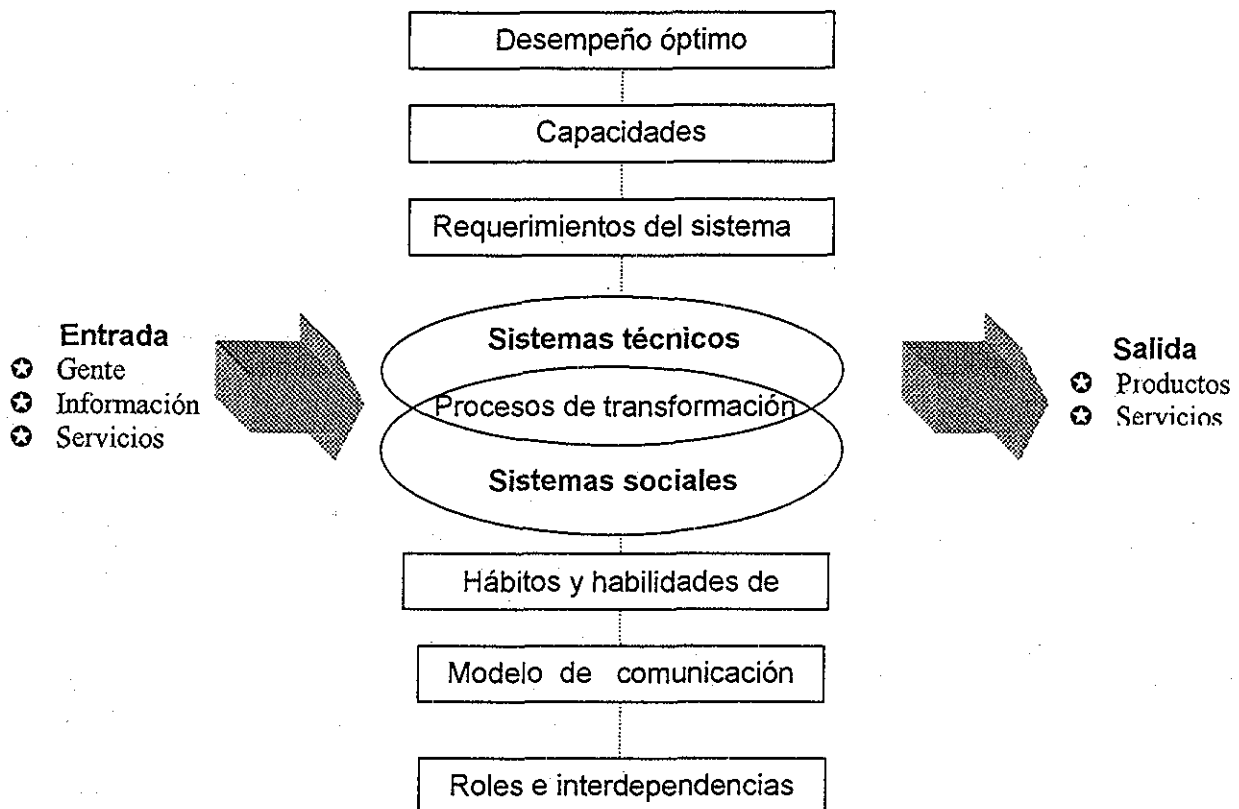 Desempeño óptimo
Capacidades
Requerimientos del sistema
Entrada
✪ Gente
✪ Información
✪ Servicios
Sistemas técnicos
Procesos de transformación
Sistemas sociales
Salida
✪ Productos
✪ Servicios
Hábitos y habilidades de
Modelo de comunicación
Roles e interdependencias